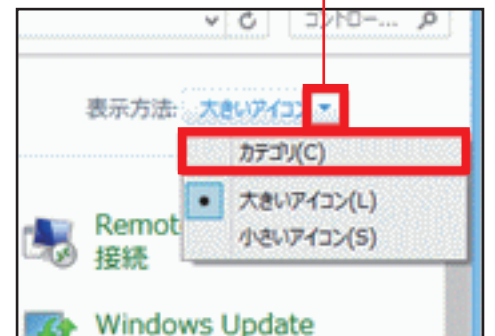 コントロー...
表示方法: 大きいアイコン
カテゴリ(C)
大きいアイコン(L)
小さいアイコン(S)
Remot
接続
Windows Update